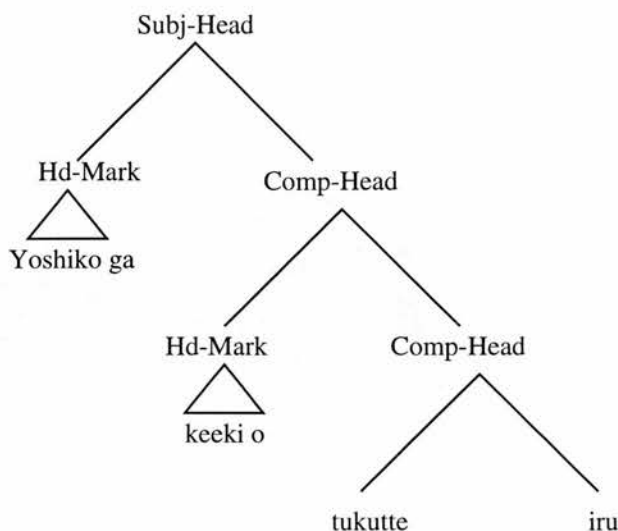 Subj-Head
Hd-Mark
Comp-Head
Yoshiko ga
Hd-Mark
Comp-Head
keeki o
tukutte
iru